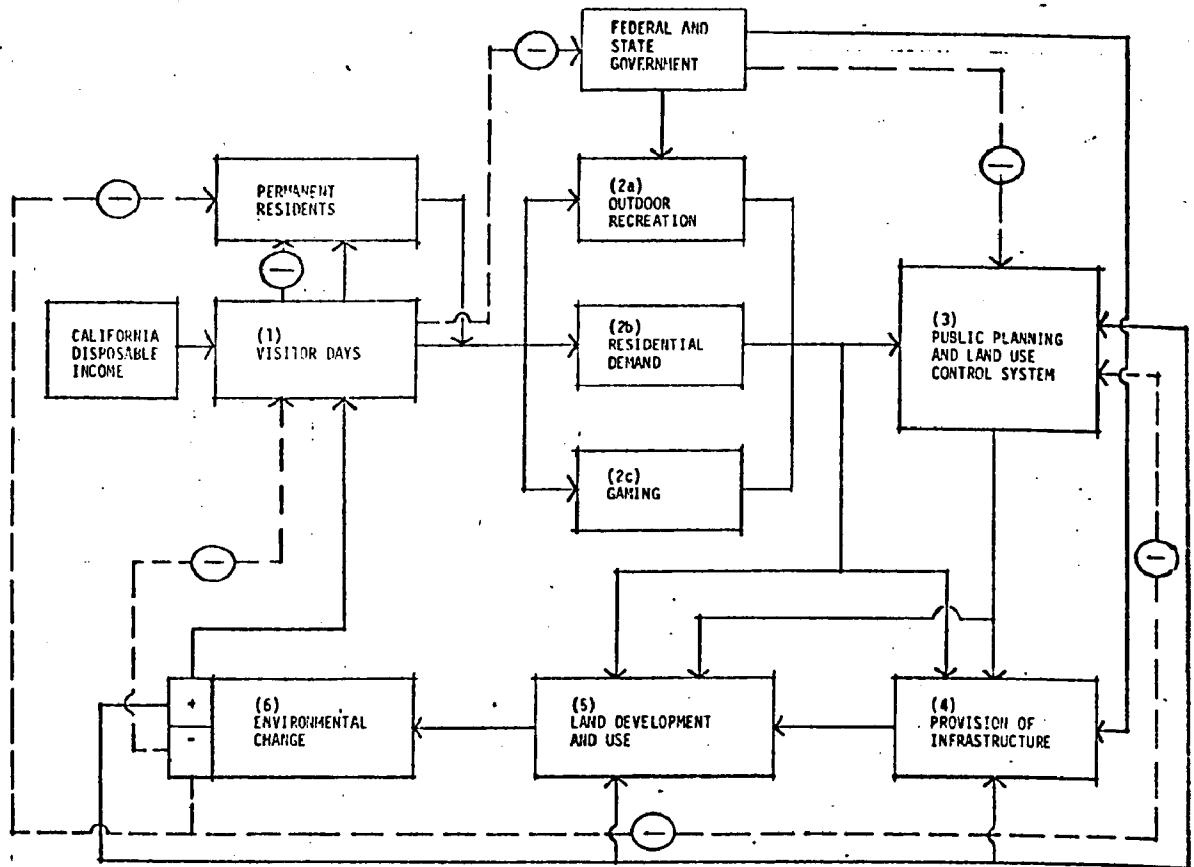 FEDERAL AND
STATE
GOVERNMENT
PERMANENT
RESIDENTS
(2a)
OUTDOOR
RECREATION
CALIFORNIA
DISPOSABLE
INCOME
(1)
VISITOR DAYS
(2b)
RESIDENTIAL
DEMAND
(3)
PUBLIC PLANNING
AND LAND USE
CONTROL SYSTEM
(2c)
GAMING
+
-
(6)
ENVIRONMENTAL
CHANGE
(5)
LAND DEVELOPMENT
AND USE
(4)
PROVISION OF
INFRASTRUCTURE